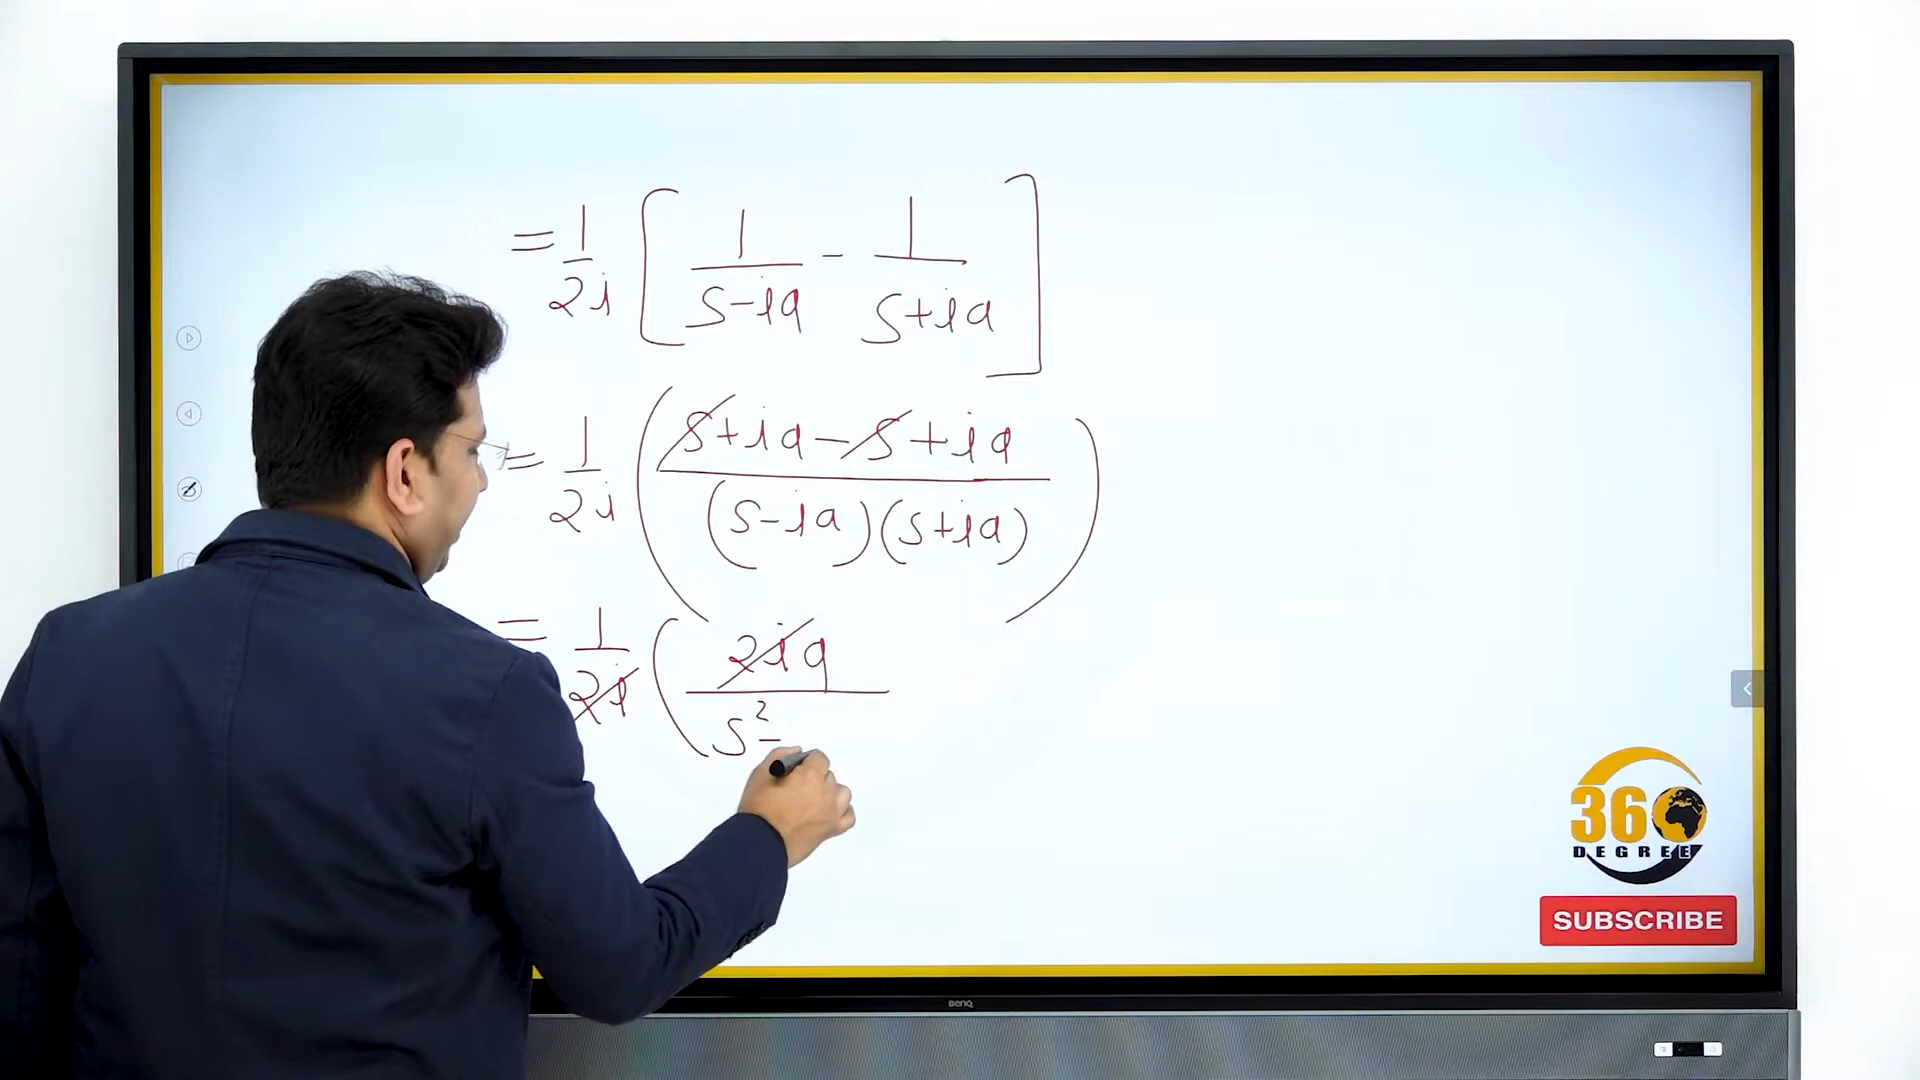 = 1/2i [ 1/s-ia - 1/s+ia ]
= 1/2i ( s+ia-s+ia / (s-ia)(s+ia) )
= 1/2i ( 2ia / s² -
360
DEGREE
SUBSCRIBE
BenQ